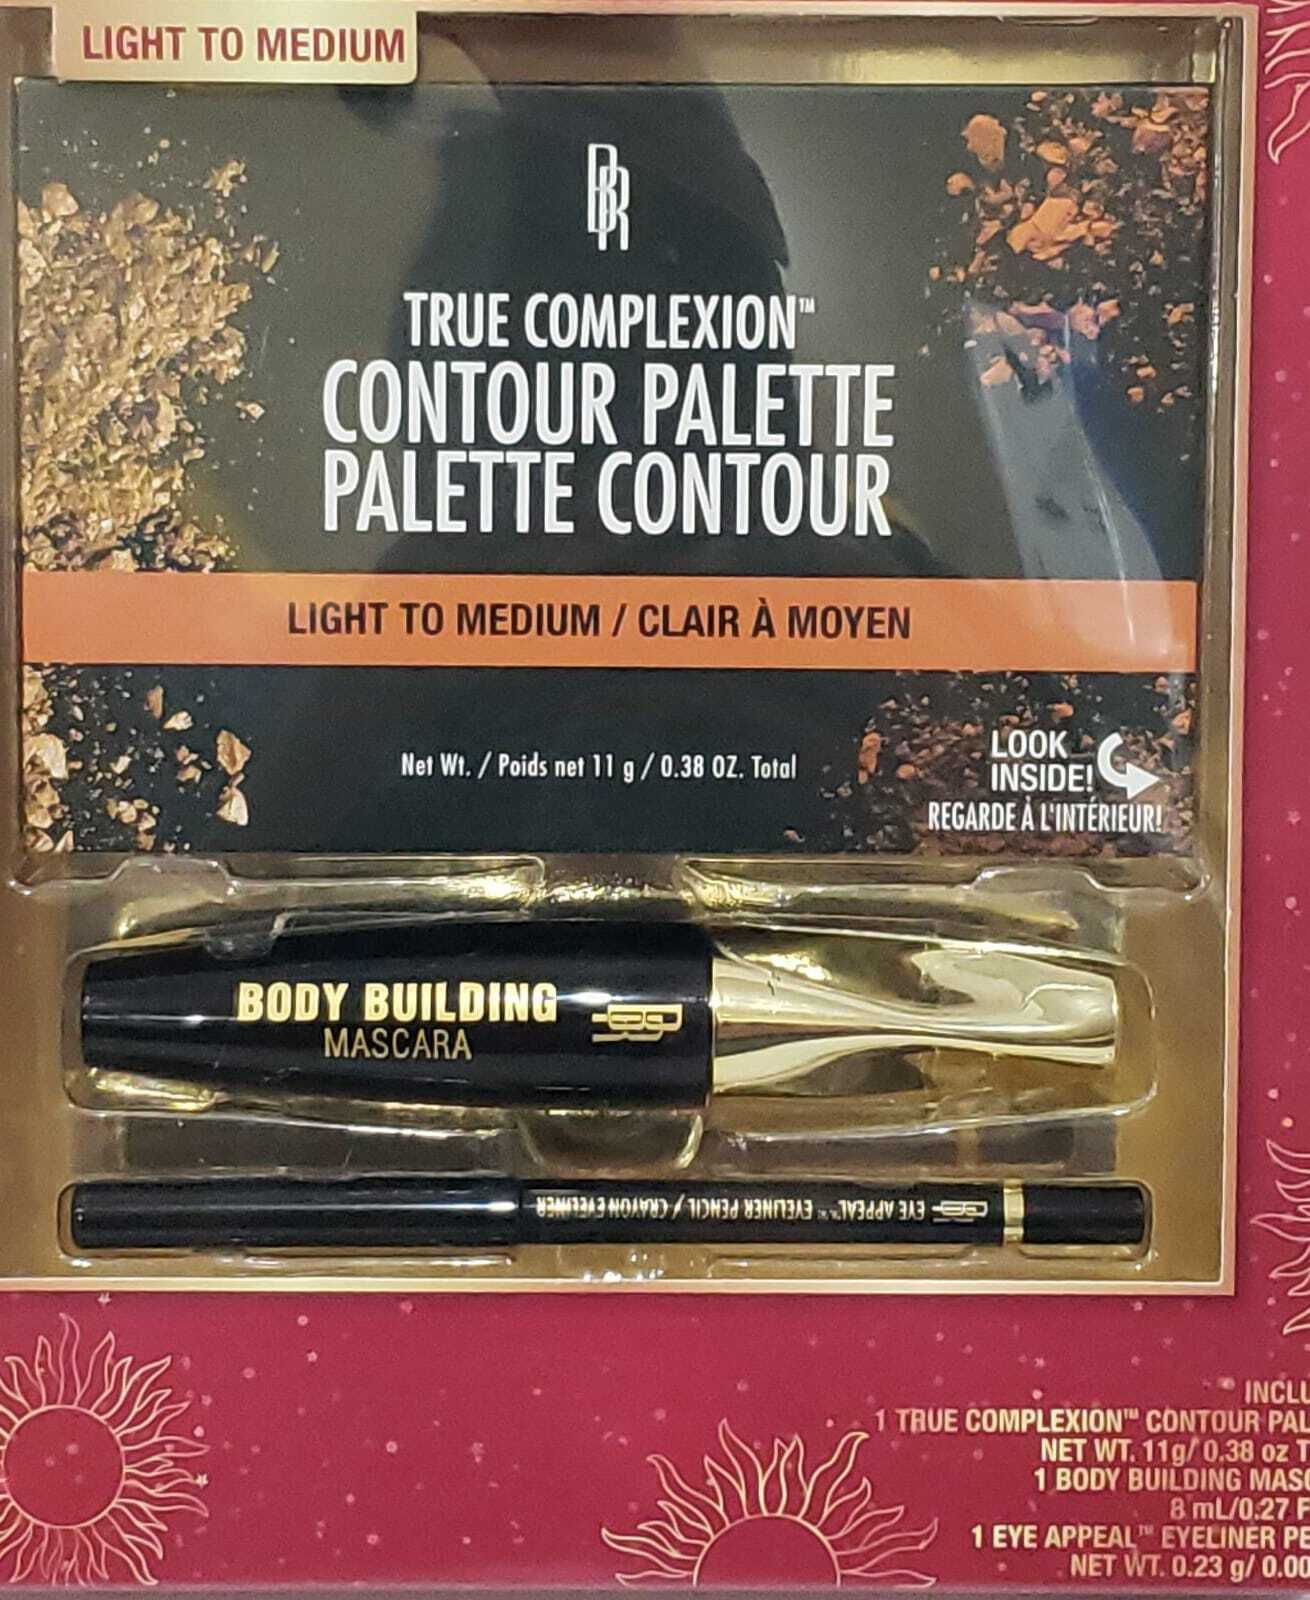 LIGHT TO MEDIUM
BR
TRUE COMPLEXION™
CONTOUR PALETTE
PALETTE CONTOUR
LIGHT TO MEDIUM / CLAIR À MOYEN
Net Wt. / Poids net 11 g / 0.38 OZ. Total
LOOK
INSIDE!
REGARDE À L'INTÉRIEUR!
BODY BUILDING
MASCARA
BR
BR EYE APPEAL™ EYELINER PENCIL / CRAYON EYELINER
1 TRUE COMPLEXION™ CONTOUR
NET WT. 11g/ 0.38 oz
1 BODY BUILDING
8 mL/0.27
1 EYE APPEAL™ EYELINER
NET WT. 0.23 g/